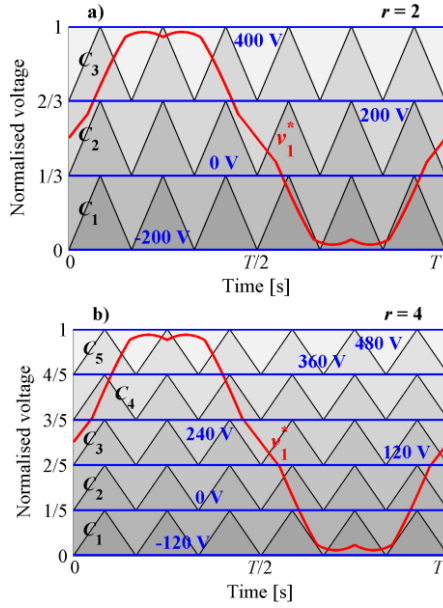 a)
r = 2
1
C3
400 V
2/3
C2
v1*
200 V
0 V
1/3
C1
-200 V
0
Normalised voltage
0
T/2
T
Time [s]
b)
r = 4
1
C5
480 V
360 V
4/5
C4
3/5
C3
240 V
v1*
120 V
2/5
C2
0 V
1/5
C1
-120 V
0
Normalised voltage
0
T/2
T
Time [s]